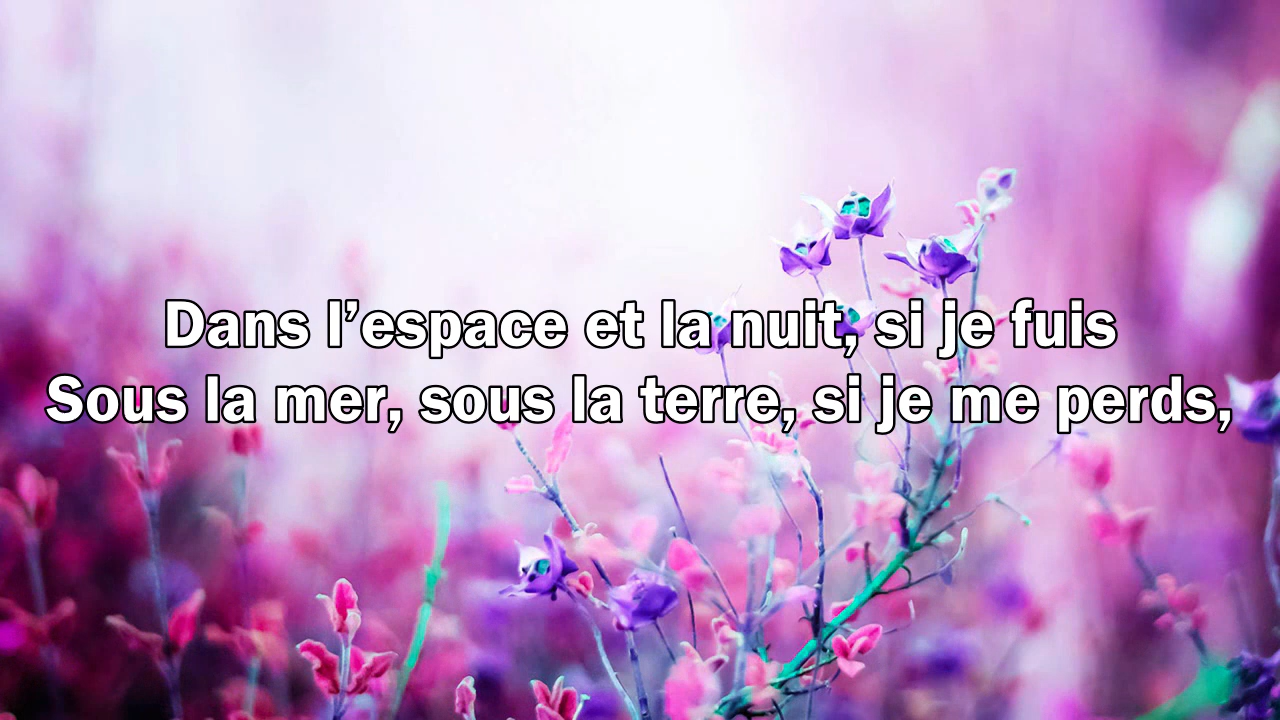 Dans l’espace et la nuit, si je fuis
Sous la mer, sous la terre, si je me perds,